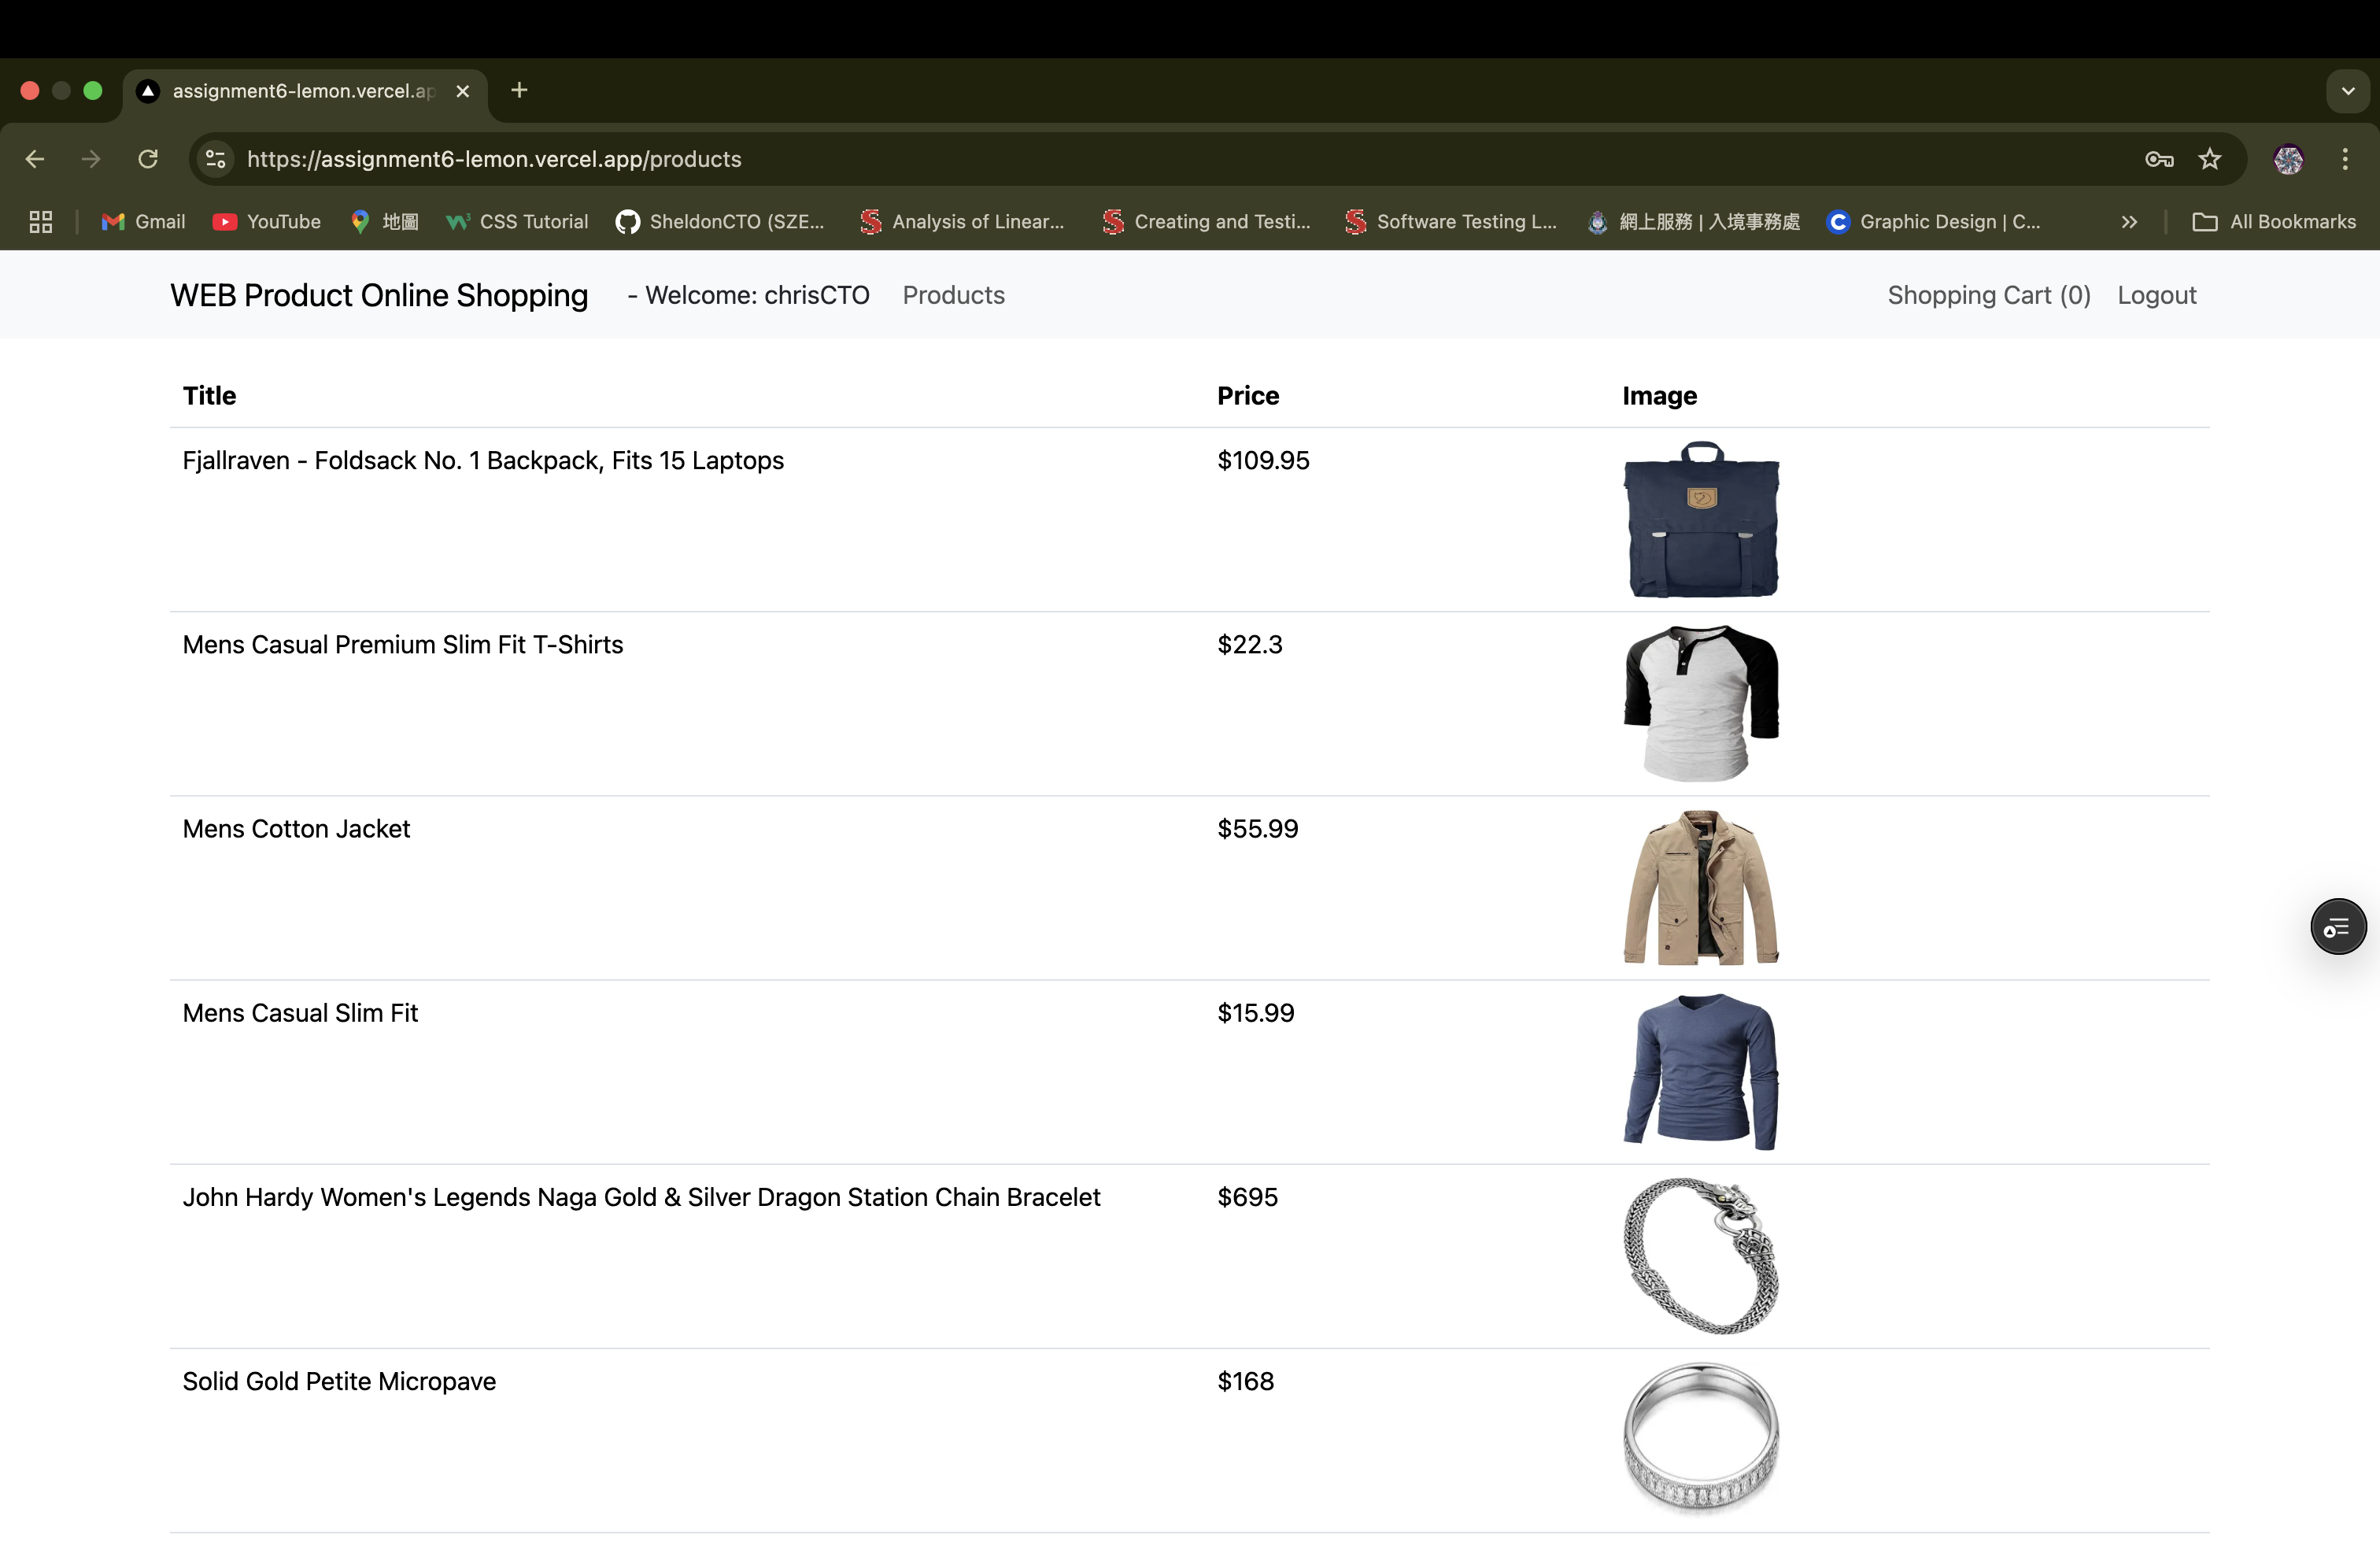 assignment6-lemon.vercel.ap
https://assignment6-lemon.vercel.app/products
Gmail YouTube 地圖 CSS Tutorial SheldonCTO (SZE... Analysis of Linear... Creating and Testi... Software Testing L... 網上服務 | 入境事務處 Graphic Design | C... All Bookmarks
WEB Product Online Shopping - Welcome: chrisCTO Products Shopping Cart (0) Logout
Title Price Image
Fjallraven - Foldsack No. 1 Backpack, Fits 15 Laptops $109.95
Mens Casual Premium Slim Fit T-Shirts $22.3
Mens Cotton Jacket $55.99
Mens Casual Slim Fit $15.99
John Hardy Women's Legends Naga Gold & Silver Dragon Station Chain Bracelet $695
Solid Gold Petite Micropave $168